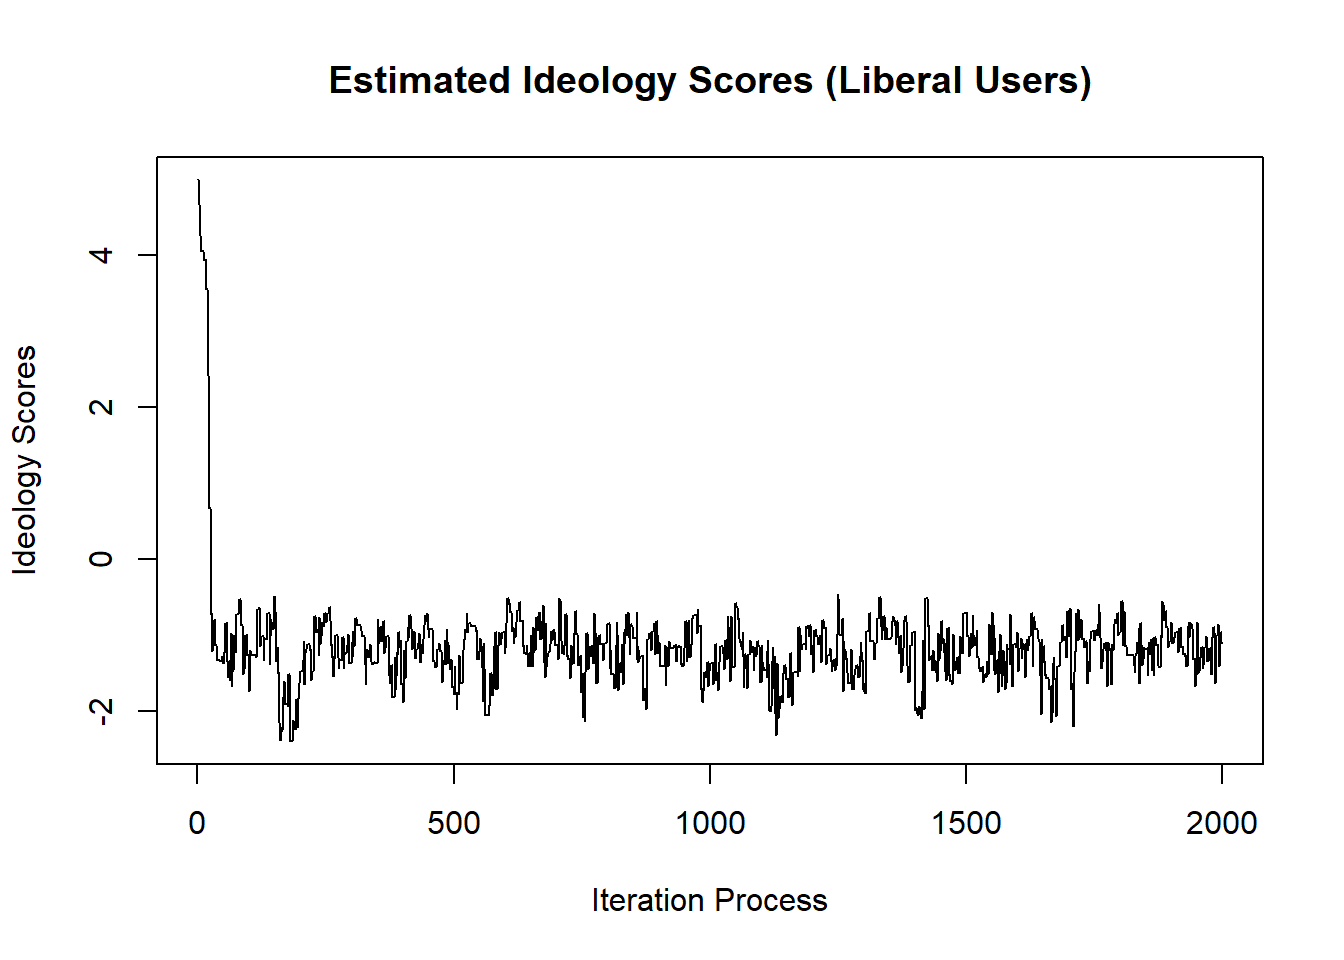 Estimated Ideology Scores (Liberal Users)
Ideology Scores
4
2
0
-2
0 500 1000 1500 2000
Iteration Process